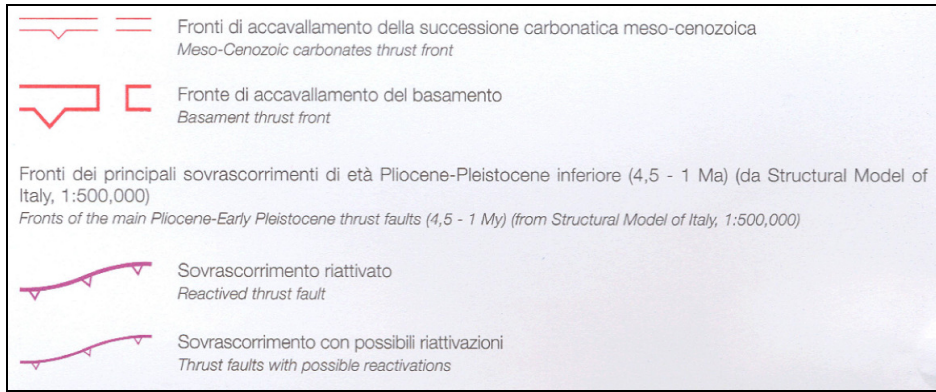 Fronti di accavallamento della successione carbonatica meso-cenozoica
Meso-Cenozoic carbonates thrust front
Fronte di accavallamento del basamento
Basament thrust front
Fronti dei principali sovrascorrimenti di età Pliocene-Pleistocene inferiore (4,5 - 1 Ma) (da Structural Model of
Italy, 1:500,000)
Fronts of the main Pliocene-Early Pleistocene thrust faults (4,5 - 1 My) (from Structural Model of Italy, 1:500,000)
Sovrascorrimento riattivato
Reactived thrust fault
Sovrascorrimento con possibili riattivazioni
Thrust faults with possible reactivations